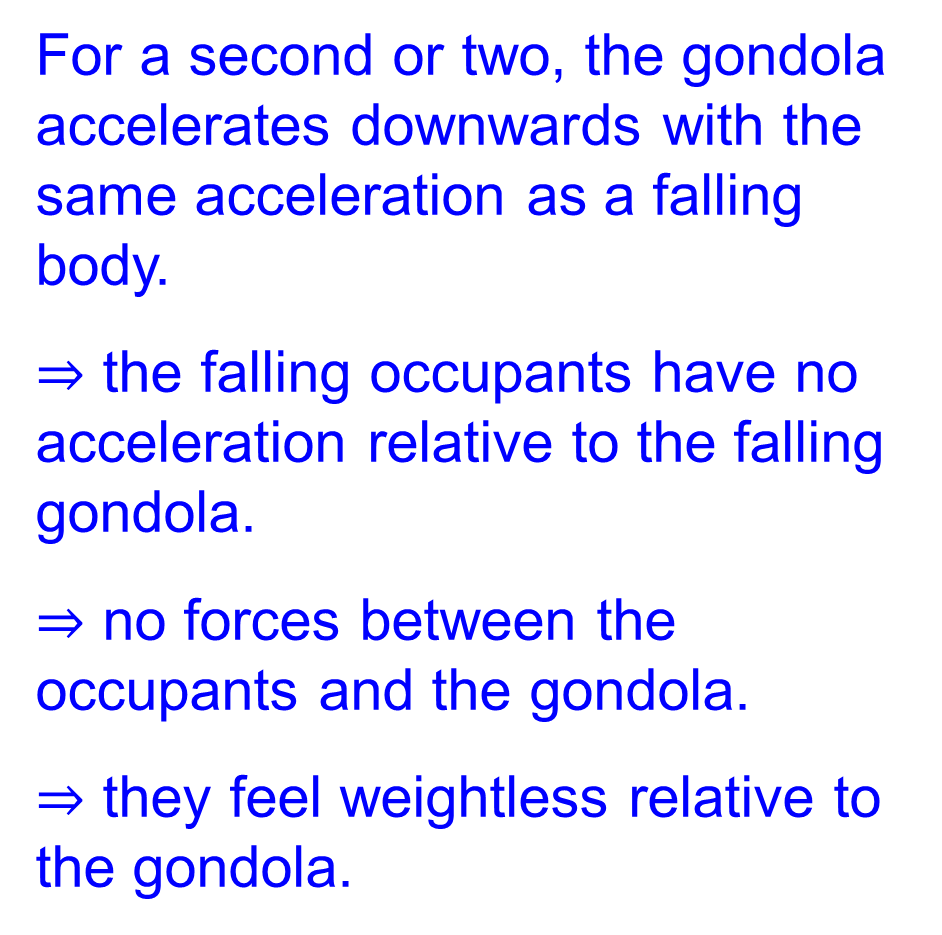 For a second or two, the gondola
accelerates downwards with the
same acceleration as a falling
body.
⇒ the falling occupants have no
acceleration relative to the falling
gondola.
⇒ no forces between the
occupants and the gondola.
⇒ they feel weightless relative to
the gondola.